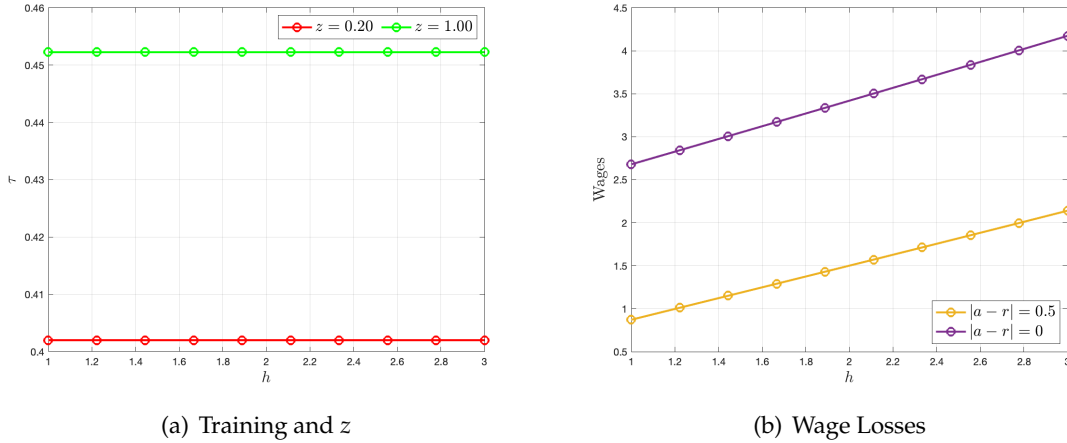 z = 0.20 z = 1.00
0.46
0.45
0.44
0.43
0.42
0.41
0.4
τ
1 1.2 1.4 1.6 1.8 2 2.2 2.4 2.6 2.8 3
h
(a) Training and z
4.5
4
3.5
3
2.5
2
1.5
1
0.5
Wages
|a − r| = 0.5
|a − r| = 0
1 1.2 1.4 1.6 1.8 2 2.2 2.4 2.6 2.8 3
h
(b) Wage Losses